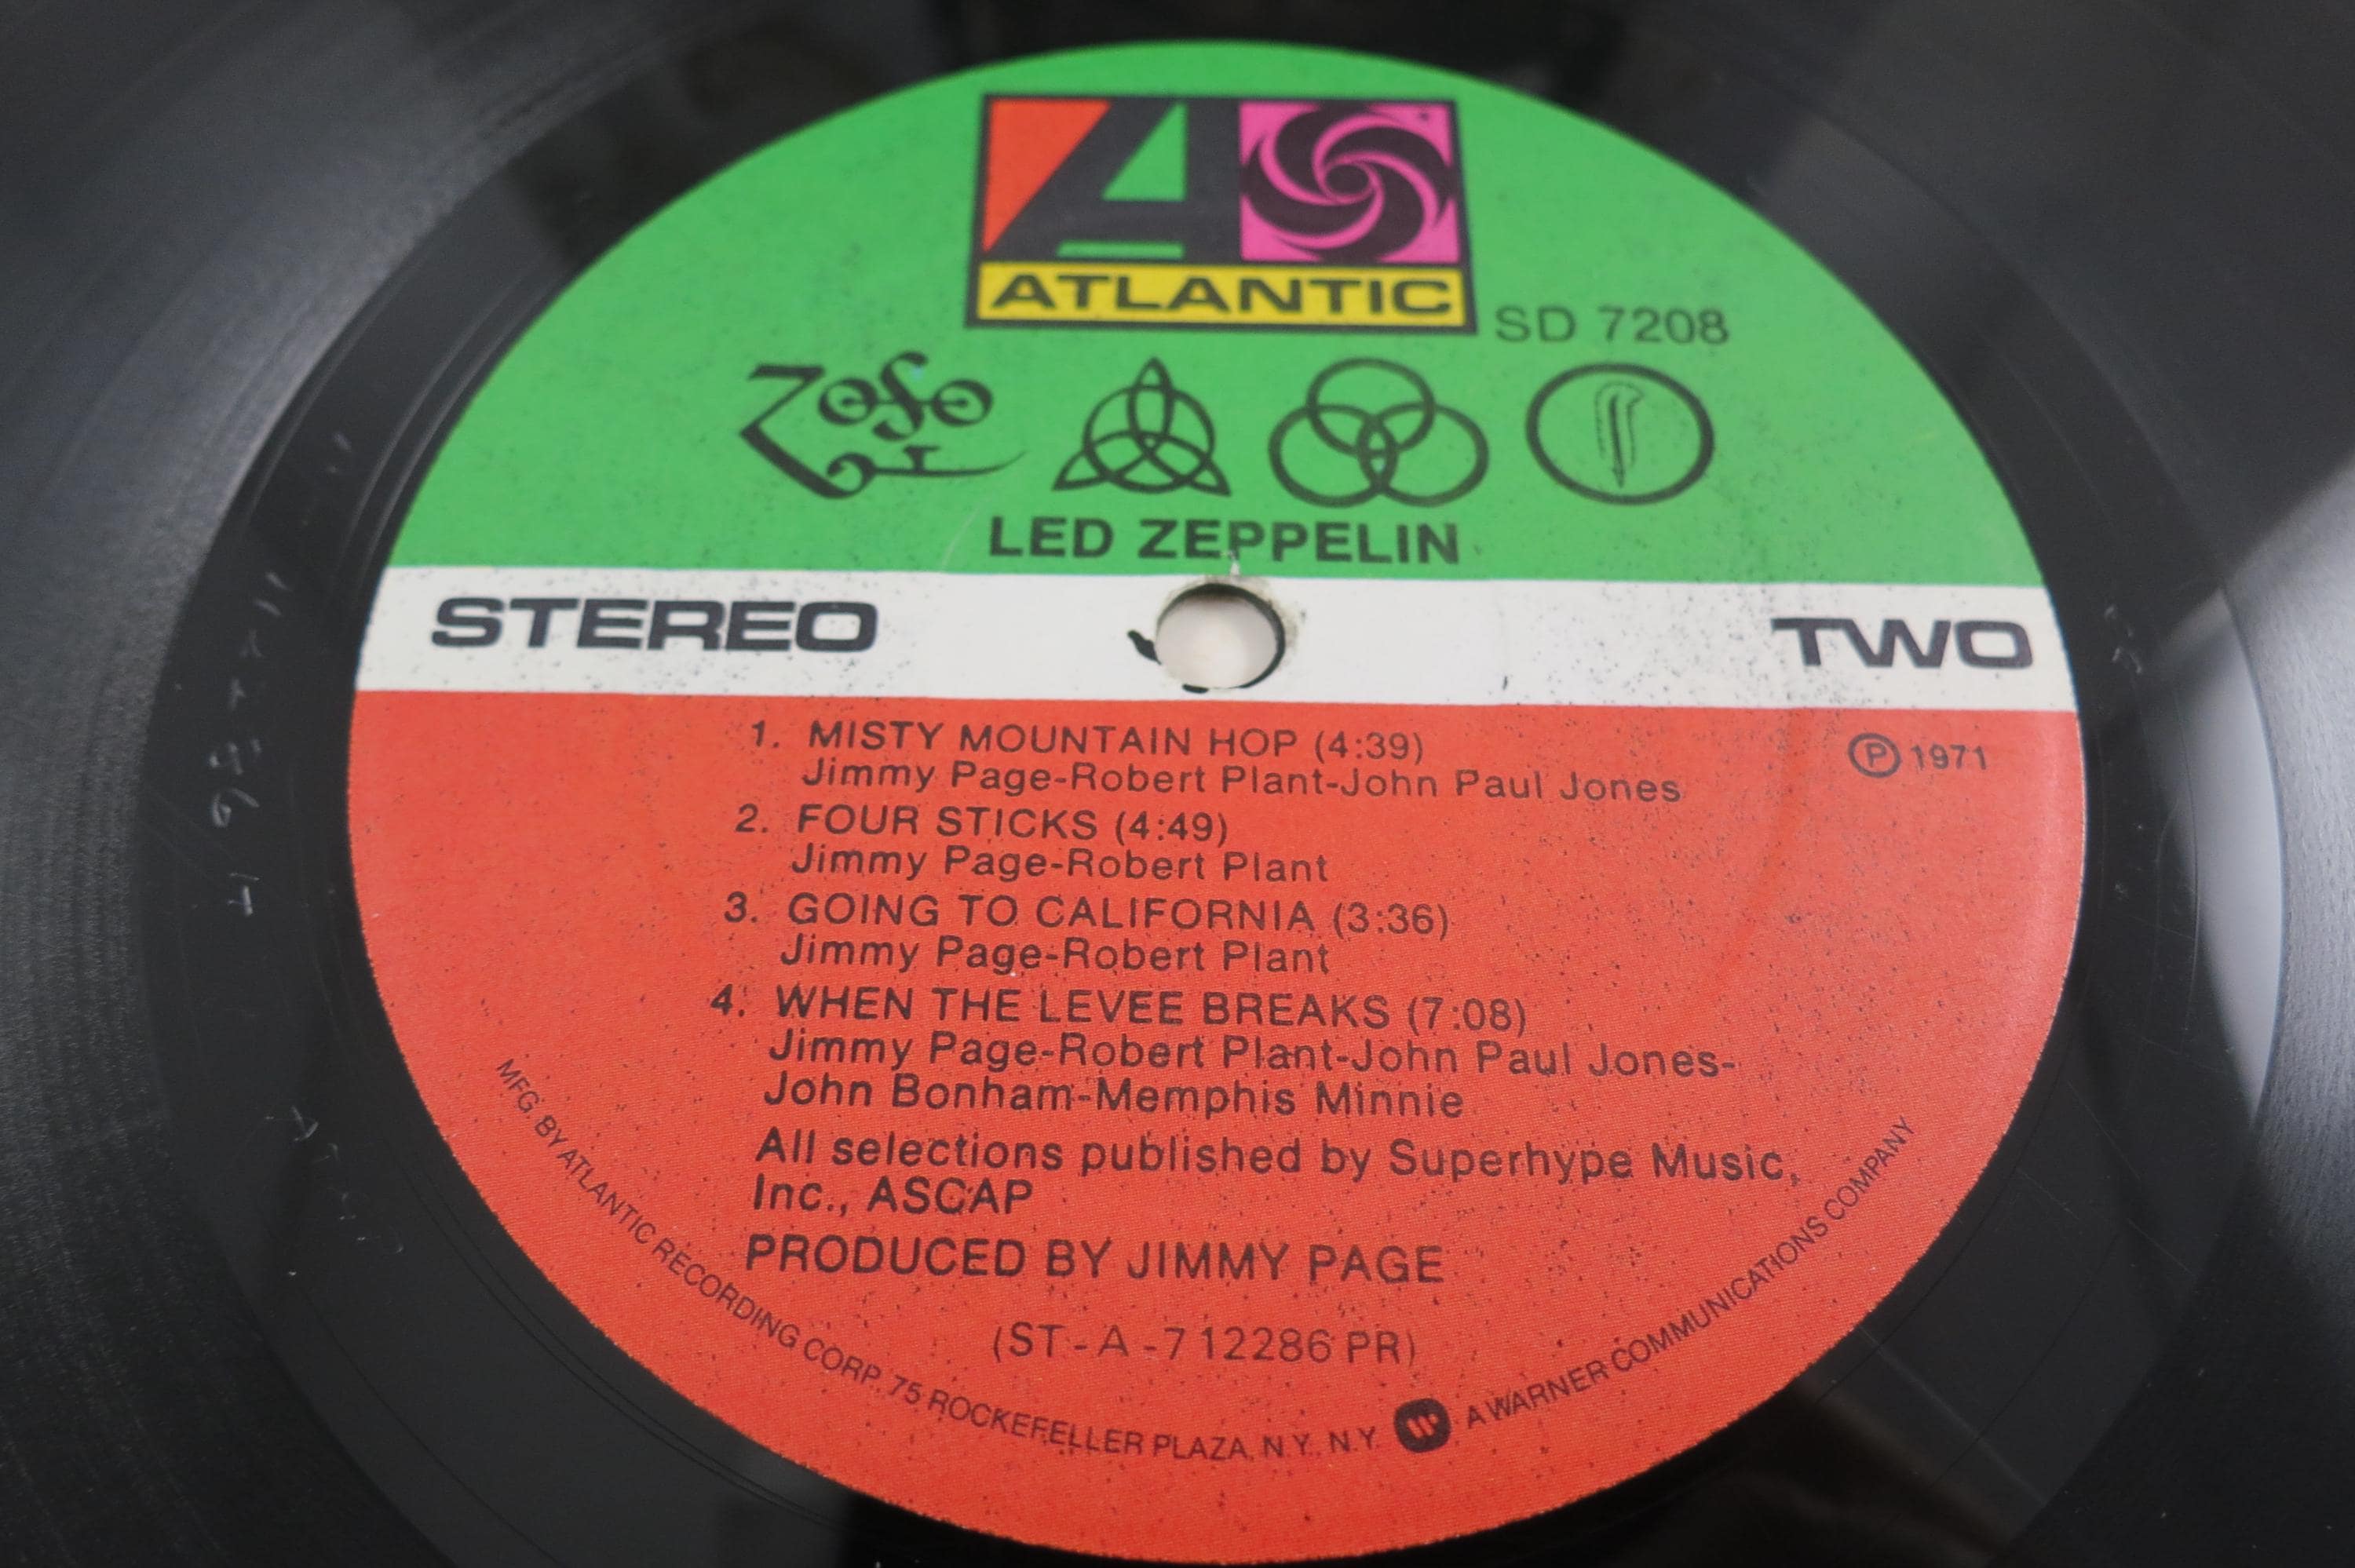 ATLANTIC
SD 7208
LED ZEPPELIN
STEREO
TWO
1. MISTY MOUNTAIN HOP (4:39)
Ⓟ 1971
Jimmy Page-Robert Plant-John Paul Jones
2. FOUR STICKS (4:49)
Jimmy Page-Robert Plant
3. GOING TO CALIFORNIA (3:36)
Jimmy Page-Robert Plant
4. WHEN THE LEVEE BREAKS (7:08)
Jimmy Page-Robert Plant-John Paul Jones-
John Bonham-Memphis Minnie
All selections published by Superhype Music,
Inc., ASCAP
PRODUCED BY JIMMY PAGE
(ST-A-712286 PR)
MFG. BY ATLANTIC RECORDING CORP. 75 ROCKEFELLER PLAZA, N.Y., N.Y. A WARNER COMMUNICATIONS COMPANY